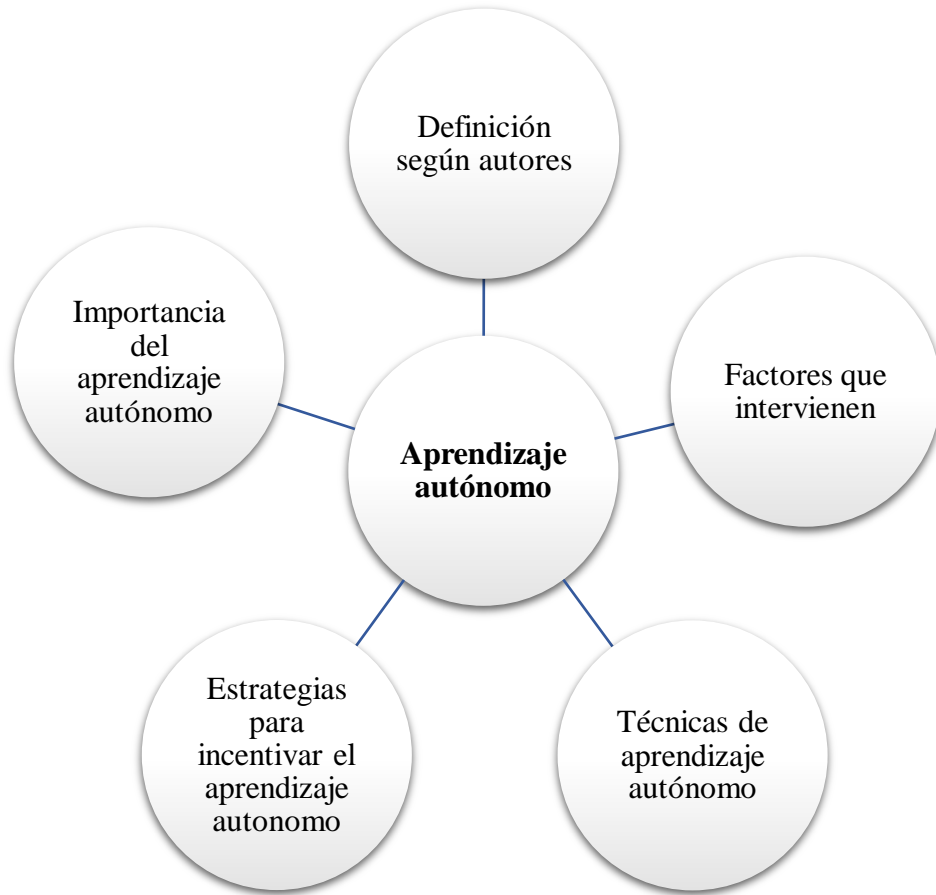 Definición
según autores
Importancia
del
aprendizaje
autónomo
Factores que
intervienen
Aprendizaje
autónomo
Estrategias
para
incentivar el
aprendizaje
autonomo
Técnicas de
aprendizaje
autónomo